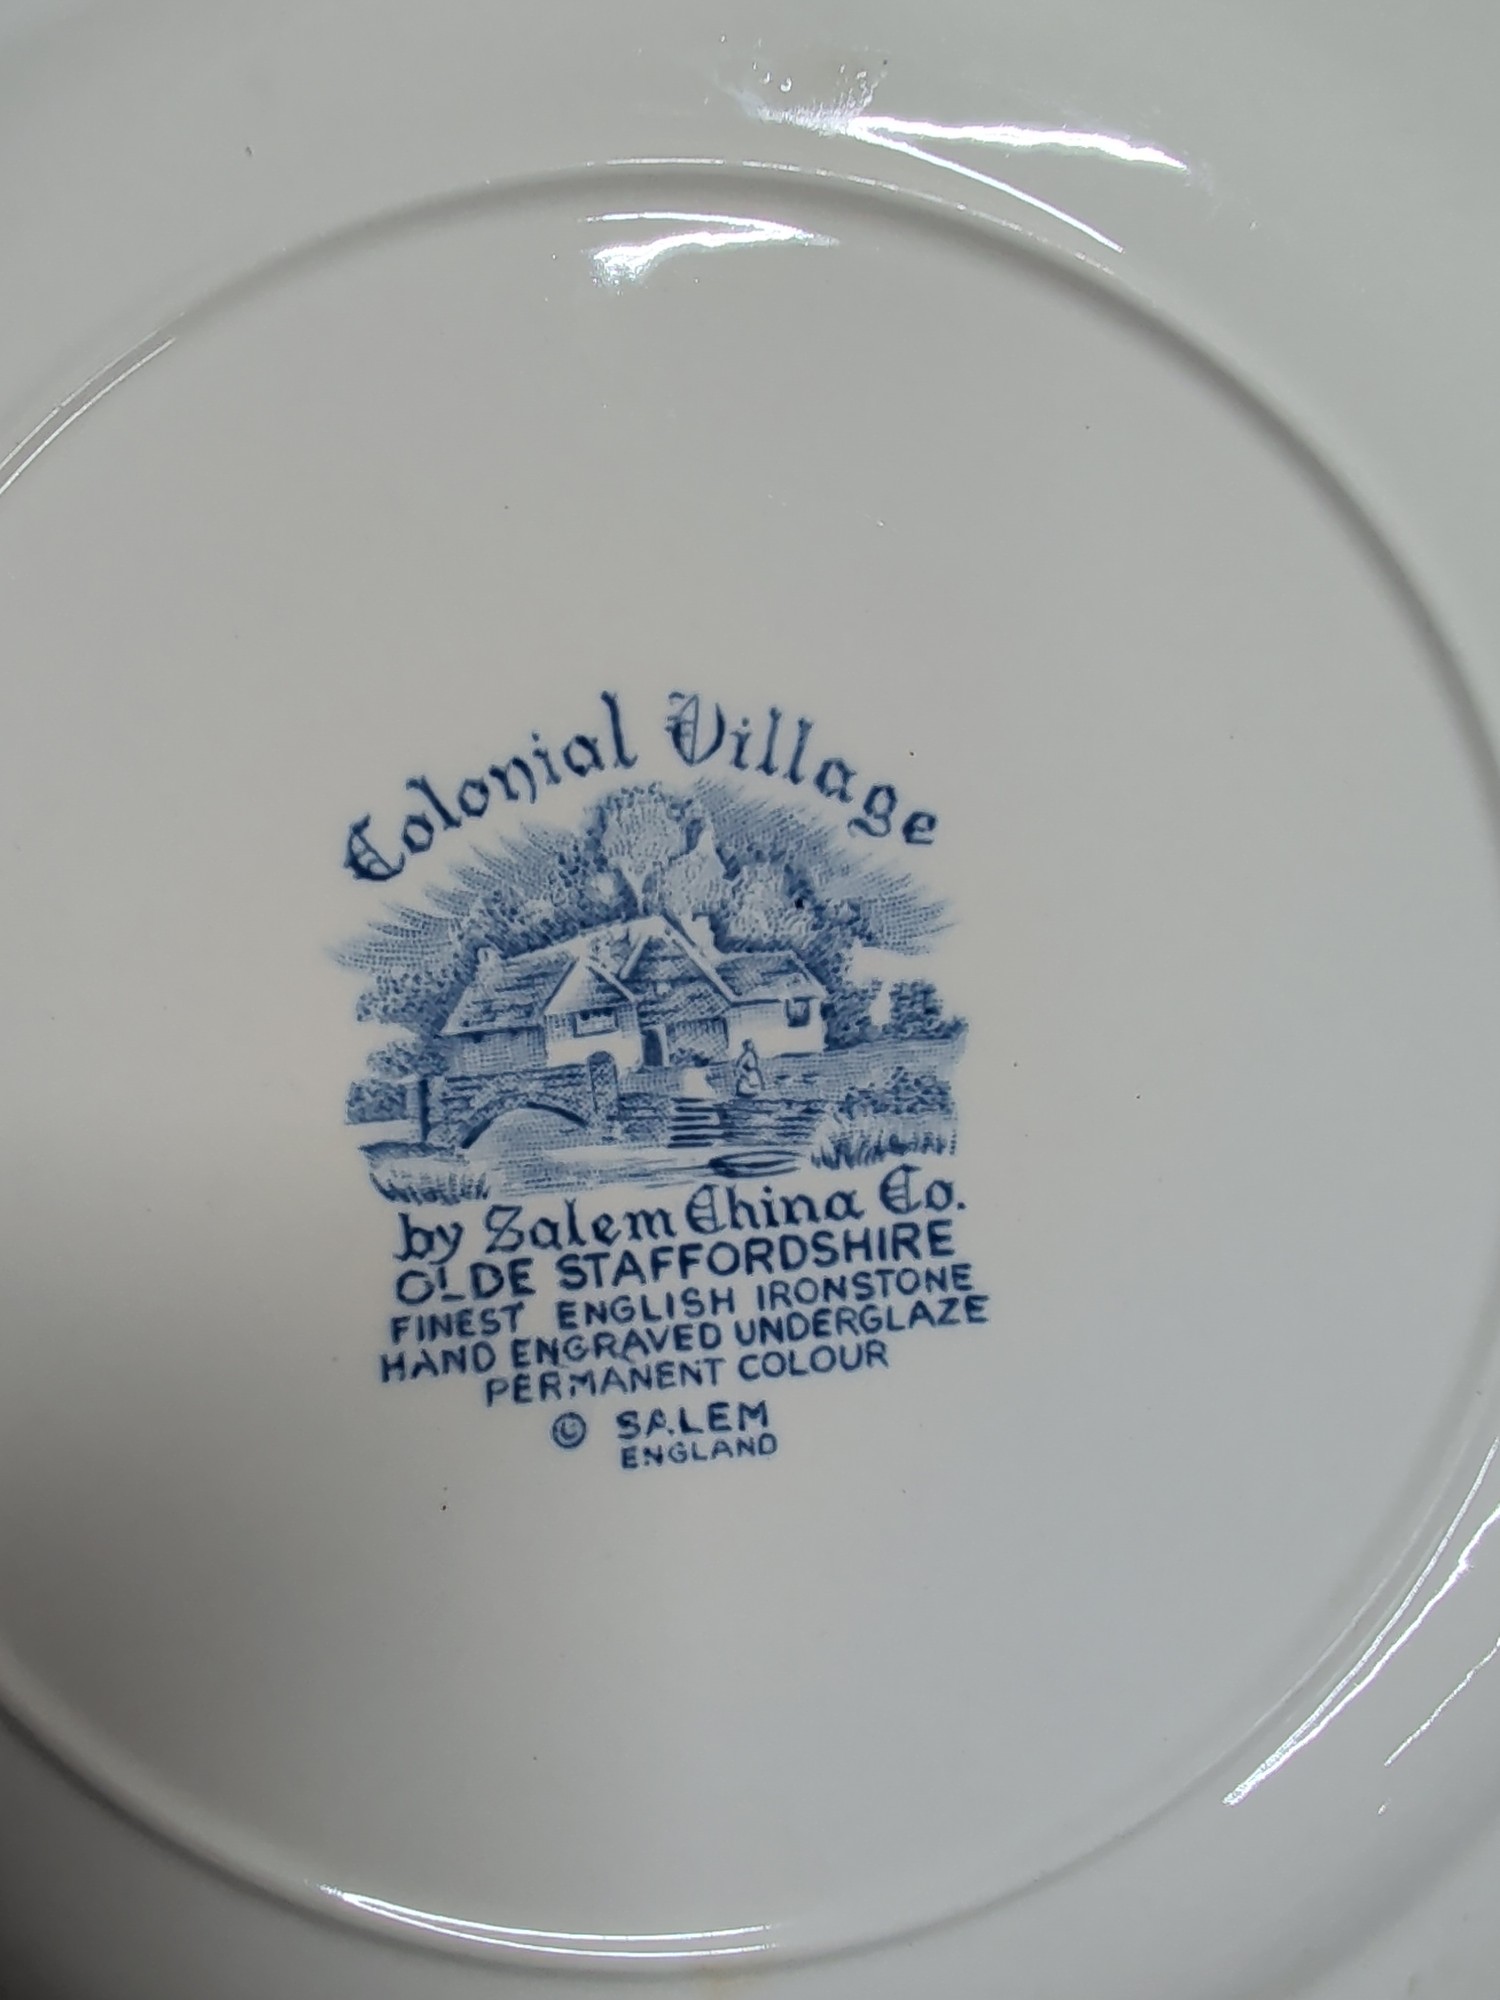 Colonial Village
by Salem China Co.
OLDE STAFFORDSHIRE
FINEST ENGLISH IRONSTONE
HAND ENGRAVED UNDERGLAZE
PERMANENT COLOUR
© SALEM
ENGLAND